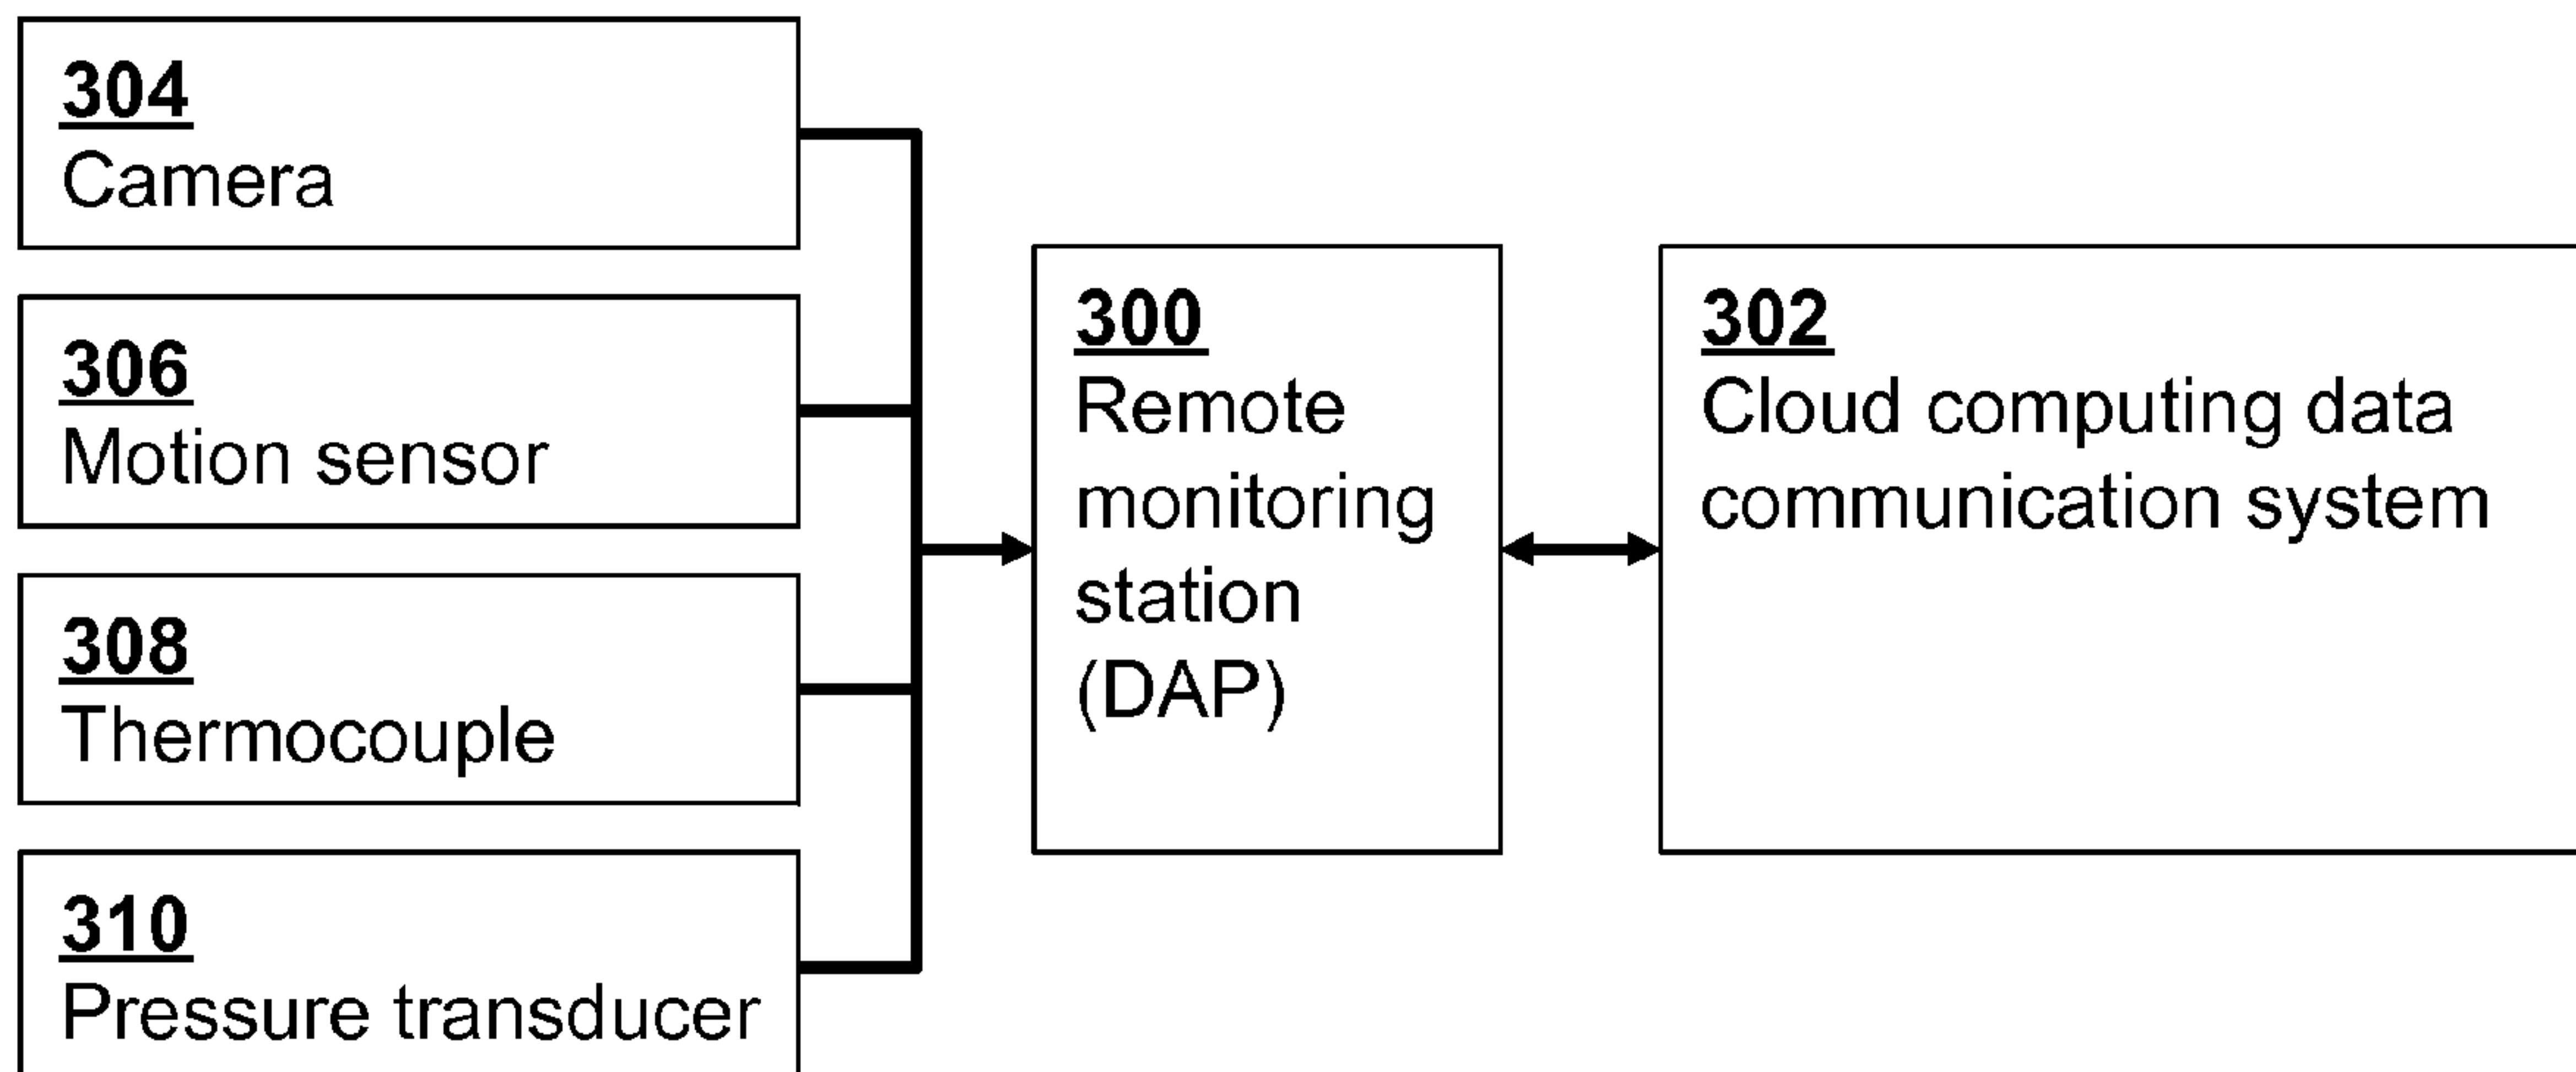 304
Camera
306
Motion sensor
308
Thermocouple
310
Pressure transducer
300
Remote
monitoring
station
(DAP)
302
Cloud computing data
communication system